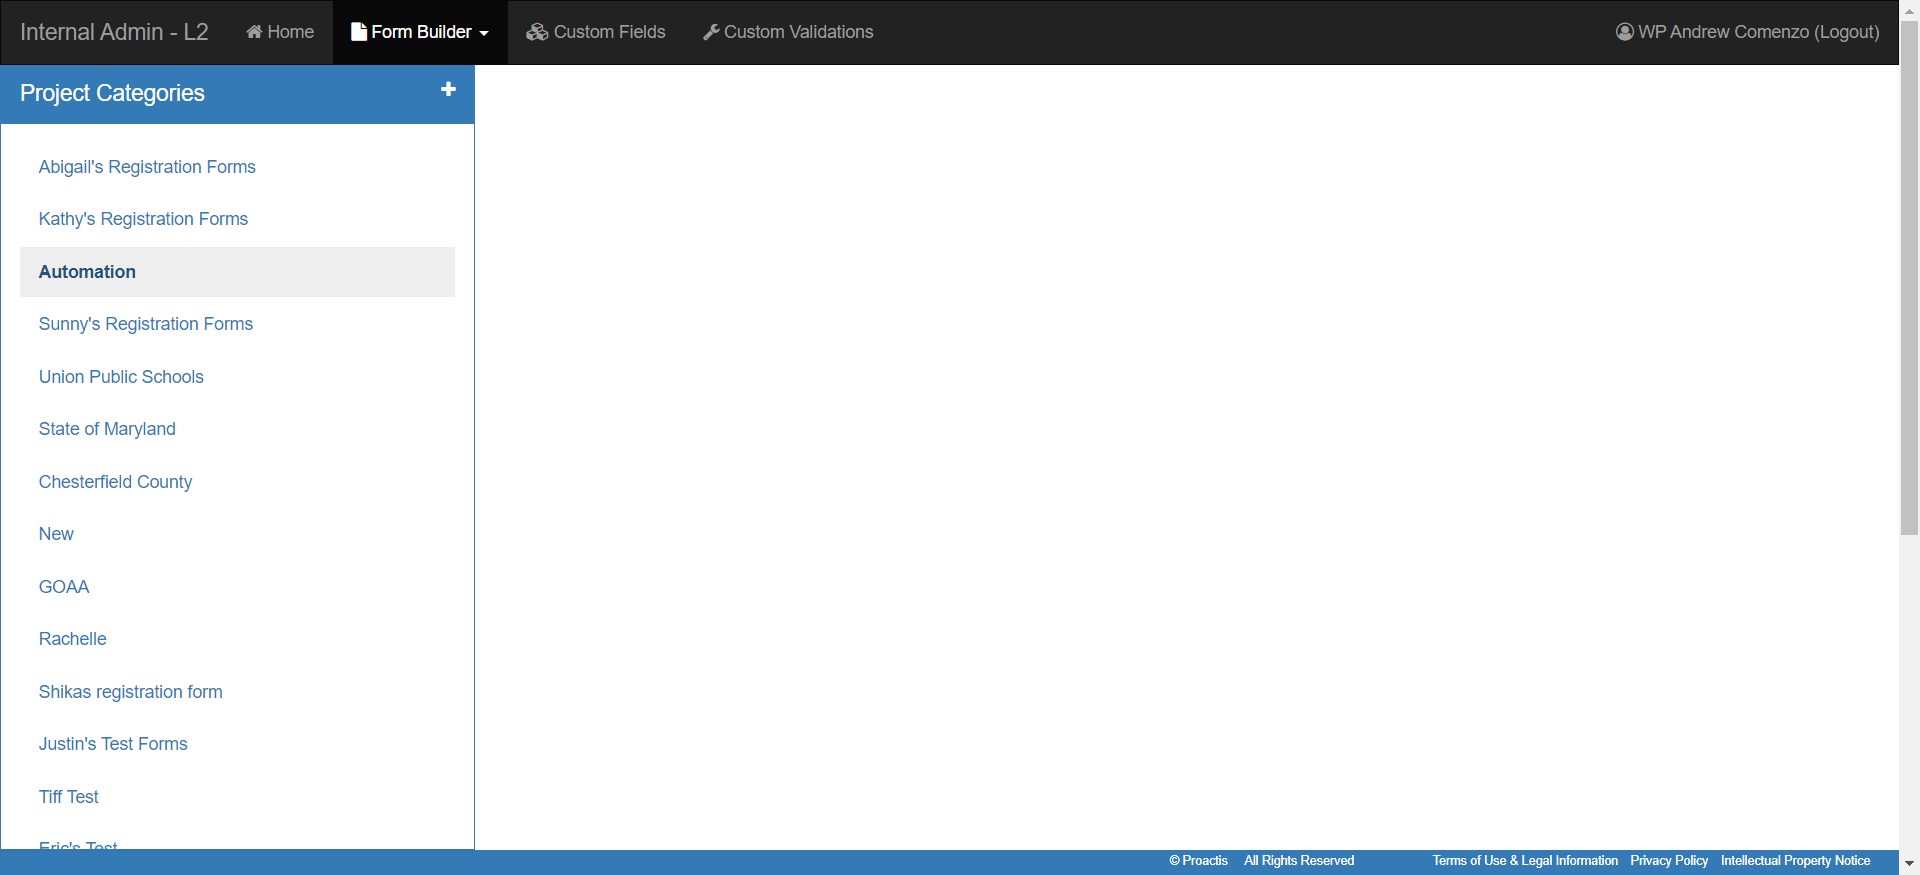 Internal Admin - L2 Home Form Builder Custom Fields Custom Validations WP Andrew Comenzo (Logout)
Project Categories
Abigail's Registration Forms
Kathy's Registration Forms
Automation
Sunny's Registration Forms
Union Public Schools
State of Maryland
Chesterfield County
New
GOAA
Rachelle
Shikas registration form
Justin's Test Forms
Tiff Test
Eric's Test
© Proactis All Rights Reserved Terms of Use & Legal Information Privacy Policy Intellectual Property Notice